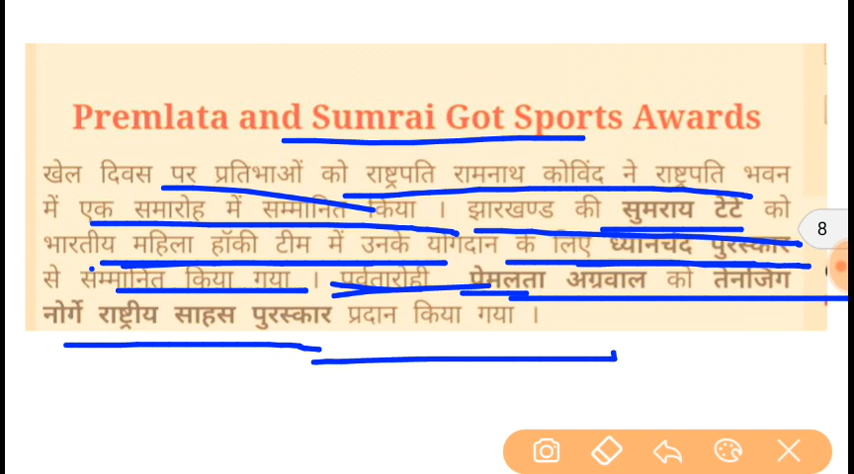 Premlata and Sumrai Got Sports Awards
खेल दिवस पर प्रतिभाओं को राष्ट्रपति रामनाथ कोविंद ने राष्ट्रपति भवन
में एक समारोह में सम्मानित किया । झारखण्ड की सुमराय टेटे को
भारतीय महिला हॉकी टीम में उनके योगदान के लिए ध्यानचंद पुरस्कार
से सम्मानित किया गया । पर्वतारोही प्रेमलता अग्रवाल को तेनजिंग
नोर्गे राष्ट्रीय साहस पुरस्कार प्रदान किया गया ।
8